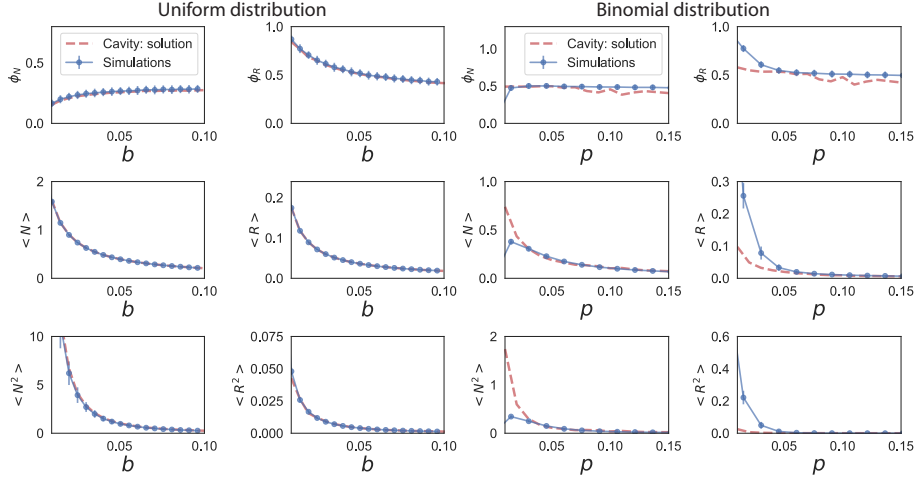 Uniform distribution
Binomial distribution
1.0
0.5
0.0
ϕN
Cavity: solution
Simulations
0.05
0.10
b
1.0
0.5
0.0
ϕR
0.05
0.10
b
1.0
0.5
0.0
ϕN
Cavity: solution
Simulations
0.05
0.10
0.15
p
1.0
0.5
0.0
ϕR
0.05
0.10
0.15
p
2
1
0
< N >
0.05
0.10
b
0.2
0.1
0.0
< R >
0.05
0.10
b
1.0
0.5
0.0
< N >
0.05
0.10
0.15
p
0.3
0.2
0.1
0.0
< R >
0.05
0.10
0.15
p
10
5
0
< N² >
0.05
0.10
b
0.075
0.050
0.025
0.000
< R² >
0.05
0.10
b
2
1
0
< N² >
0.05
0.10
0.15
p
0.6
0.4
0.2
0.0
< R² >
0.05
0.10
0.15
p